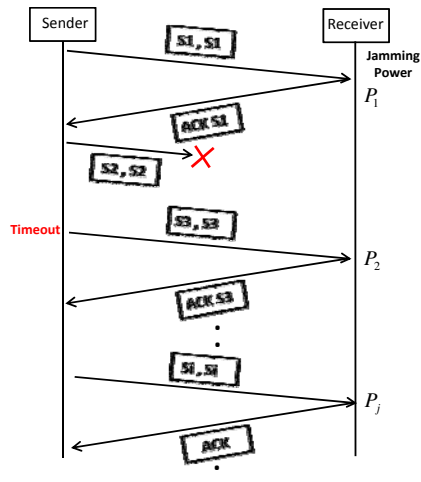 Sender
Receiver
S1, S1
Jamming
Power
P1
ACK S1
S2, S2
Timeout
S3, S3
P2
ACK S3
Si, Si
Pj
ACK